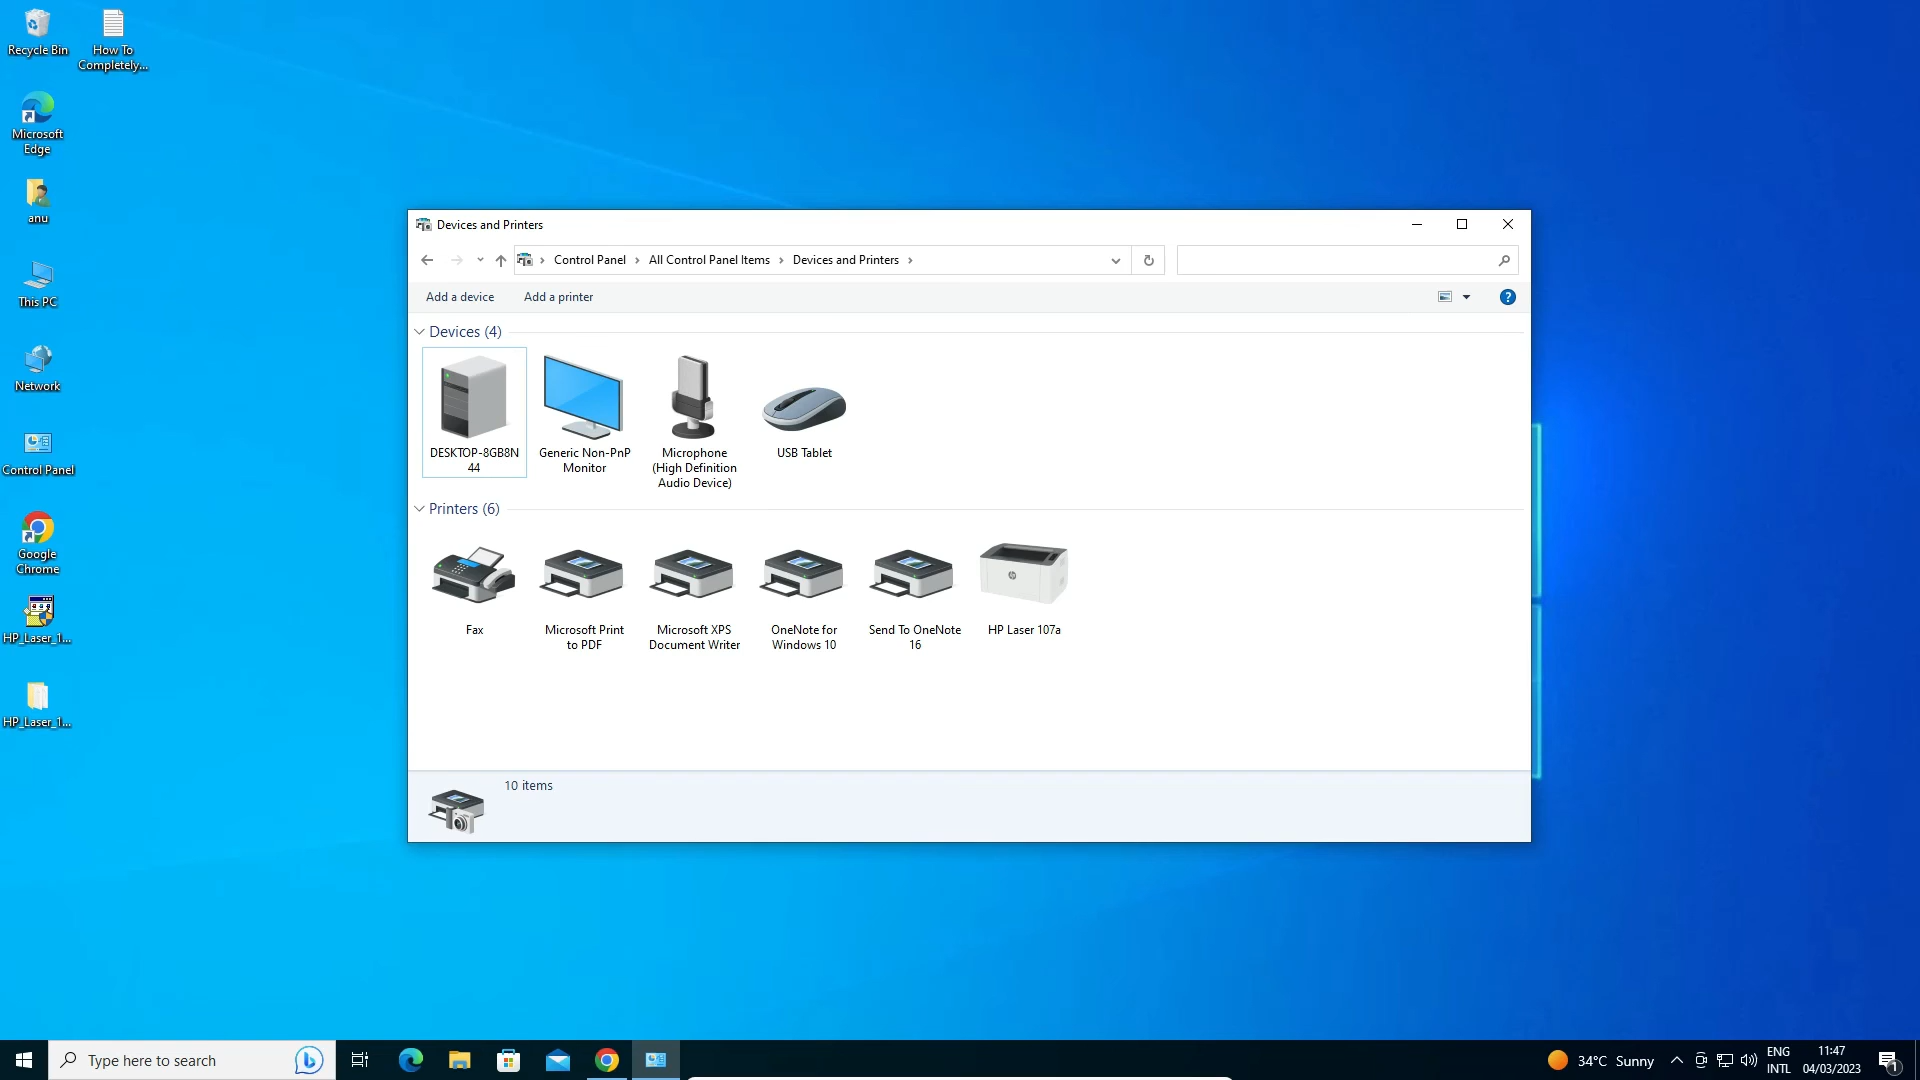 Recycle Bin
How To
Completely...
Microsoft
Edge
anu
This PC
Network
Control Panel
Google
Chrome
HP_Laser_1...
HP_Laser_1...
Devices and Printers
Control Panel
All Control Panel Items
Devices and Printers
Add a device
Add a printer
?
Devices (4)
DESKTOP-8GB8N
44
Generic Non-PnP
Monitor
Microphone
(High Definition
Audio Device)
USB Tablet
Printers (6)
Fax
Microsoft Print
to PDF
Microsoft XPS
Document Writer
OneNote for
Windows 10
Send To OneNote
16
HP Laser 107a
10 items
Type here to search
34°C Sunny
ENG
INTL
11:47
04/03/2023
1